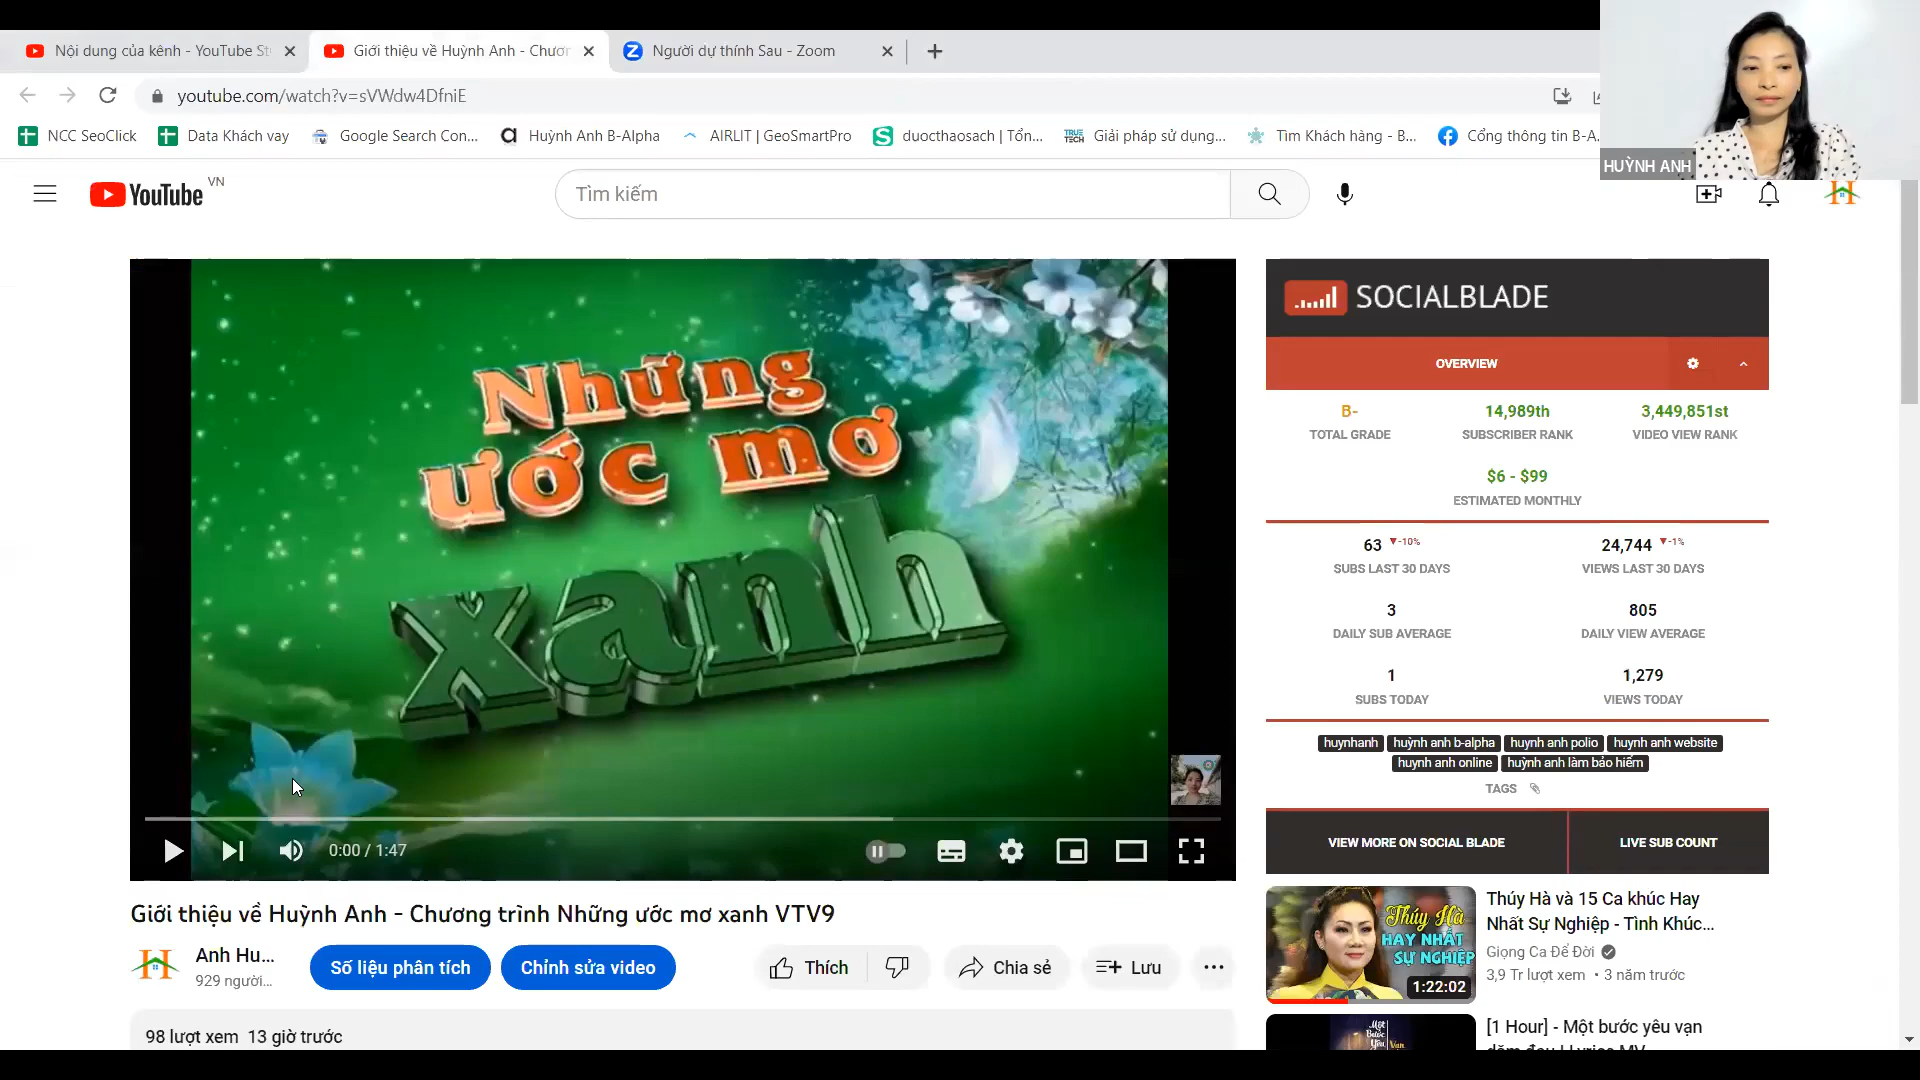 Nội dung của kênh - YouTube St
Giới thiệu về Huỳnh Anh - Chươn
Người dự thính Sau - Zoom
youtube.com/watch?v=sVWdw4DfniE
NCC SeoClick
Data Khách vay
Google Search Con...
Huỳnh Anh B-Alpha
AIRLIT | GeoSmartPro
duocthaosach | Tổn...
TRUE TECH
Giải pháp sử dụng...
Tìm Khách hàng - B...
Cổng thông tin B-A
HUỲNH ANH
YouTube VN
Tìm kiếm
Những
ước mơ
xanh
0:00 / 1:47
Giới thiệu về Huỳnh Anh - Chương trình Những ước mơ xanh VTV9
Anh Hu...
929 người...
Số liệu phân tích
Chỉnh sửa video
Thích
Chia sẻ
Lưu
98 lượt xem 13 giờ trước
SOCIALBLADE
OVERVIEW
B- 14,989th 3,449,851st
TOTAL GRADE SUBSCRIBER RANK VIDEO VIEW RANK
$6 - $99
ESTIMATED MONTHLY
63 ▼-10% 24,744 ▼-1%
SUBS LAST 30 DAYS VIEWS LAST 30 DAYS
3 805
DAILY SUB AVERAGE DAILY VIEW AVERAGE
1 1,279
SUBS TODAY VIEWS TODAY
huynhanh huỳnh anh b-alpha huynh anh polio huynh anh website
huynh anh online huỳnh anh làm bảo hiểm
TAGS
VIEW MORE ON SOCIAL BLADE LIVE SUB COUNT
Thúy Hà
HAY NHẤT
SỰ NGHIỆP
1:22:02
Thúy Hà và 15 Ca khúc Hay
Nhất Sự Nghiệp - Tình Khúc...
Giọng Ca Để Đời
3,9 Tr lượt xem • 3 năm trước
Một
Bước
Yêu
Vạn
[1 Hour] - Một bước yêu vạn